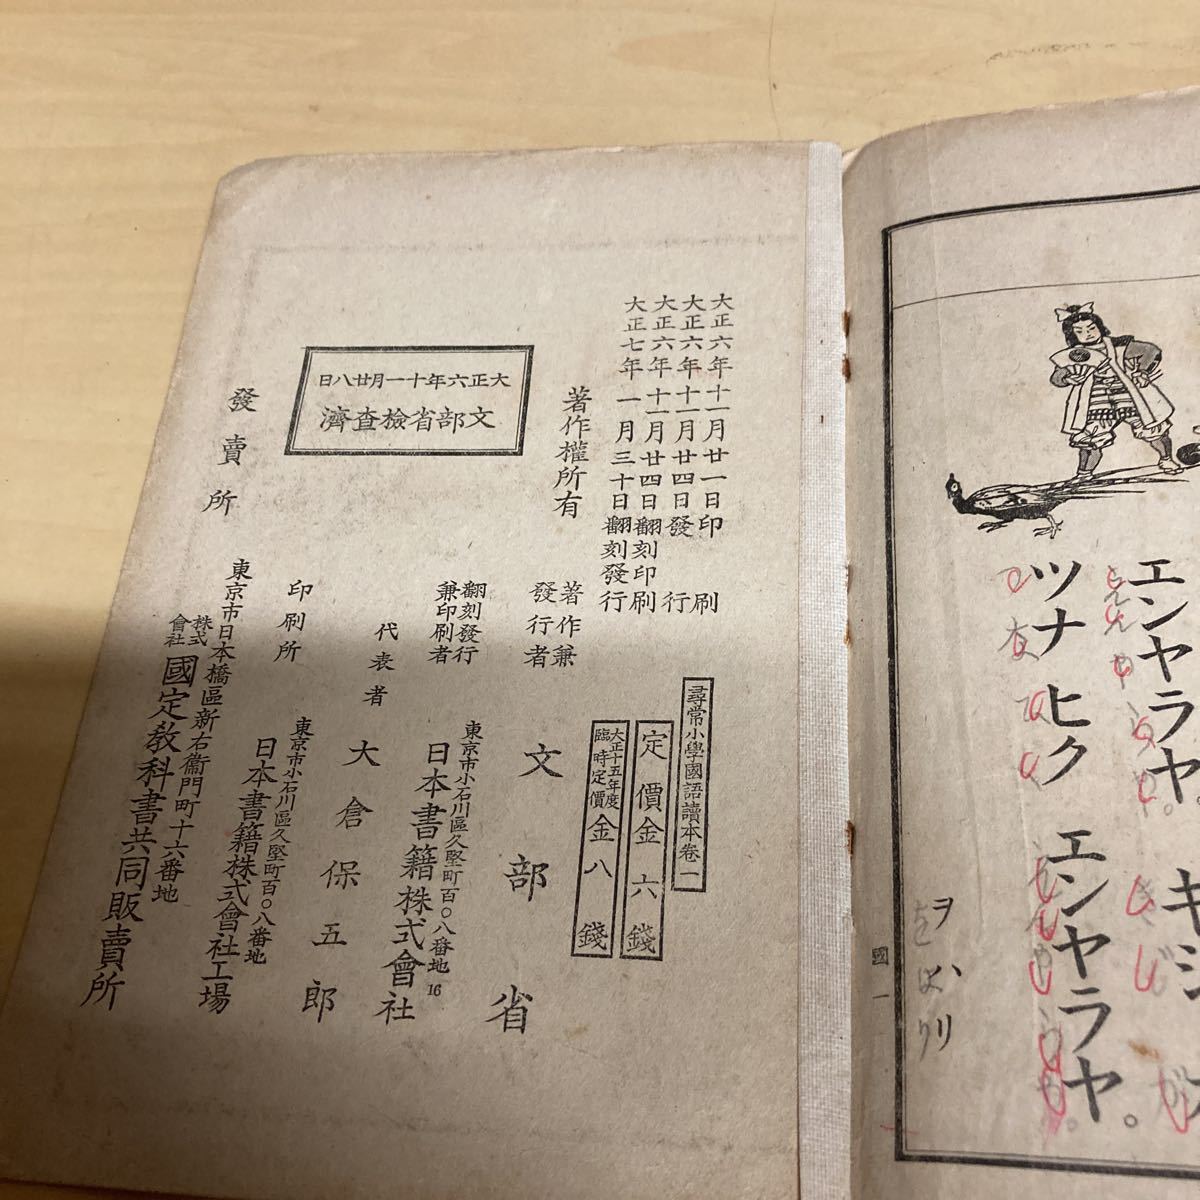 エンヤラヤ。
ツナヒク エンヤラヤ。
ヲハリ
をはり
國一
大正六年十一月廿一日印刷
大正六年十一月廿四日發行
大正六年十一月廿四日翻刻印刷
大正七年一月三十日翻刻發行
著作權所有
大正六年十一月廿八日
文部省檢查濟
尋常小學國語讀本卷一
定價金六錢
大正十五年度
臨時定價
金八錢
著作兼
發行者
文部省
翻刻發行
兼印刷者
東京市小石川區久堅町百〇八番地
日本書籍株式會社
16
代表者 大倉保五郎
印刷所
東京市小石川區久堅町百〇八番地
日本書籍株式會社工場
發賣所
東京市日本橋區新右衞門町十六番地
株式
會社
國定敎科書共同販賣所